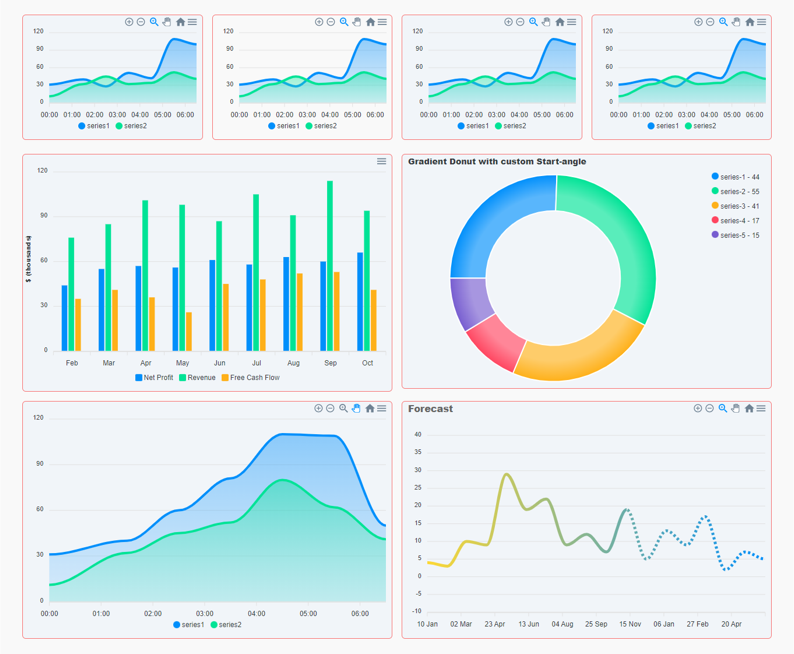 120
90
60
30
0
00:00 01:00 02:00 03:00 04:00 05:00 06:00
series1 series2
120
90
60
30
0
00:00 01:00 02:00 03:00 04:00 05:00 06:00
series1 series2
120
90
60
30
0
00:00 01:00 02:00 03:00 04:00 05:00 06:00
series1 series2
120
90
60
30
0
00:00 01:00 02:00 03:00 04:00 05:00 06:00
series1 series2
$ (thousands)
120
90
60
30
0
Feb Mar Apr May Jun Jul Aug Sep Oct
Net Profit Revenue Free Cash Flow
Gradient Donut with custom Start-angle
series-1 - 44
series-2 - 55
series-3 - 41
series-4 - 17
series-5 - 15
120
90
60
30
0
00:00 01:00 02:00 03:00 04:00 05:00 06:00
series1 series2
Forecast
40
35
30
25
20
15
10
5
0
-5
-10
10 Jan 02 Mar 23 Apr 13 Jun 04 Aug 25 Sep 15 Nov 06 Jan 27 Feb 20 Apr